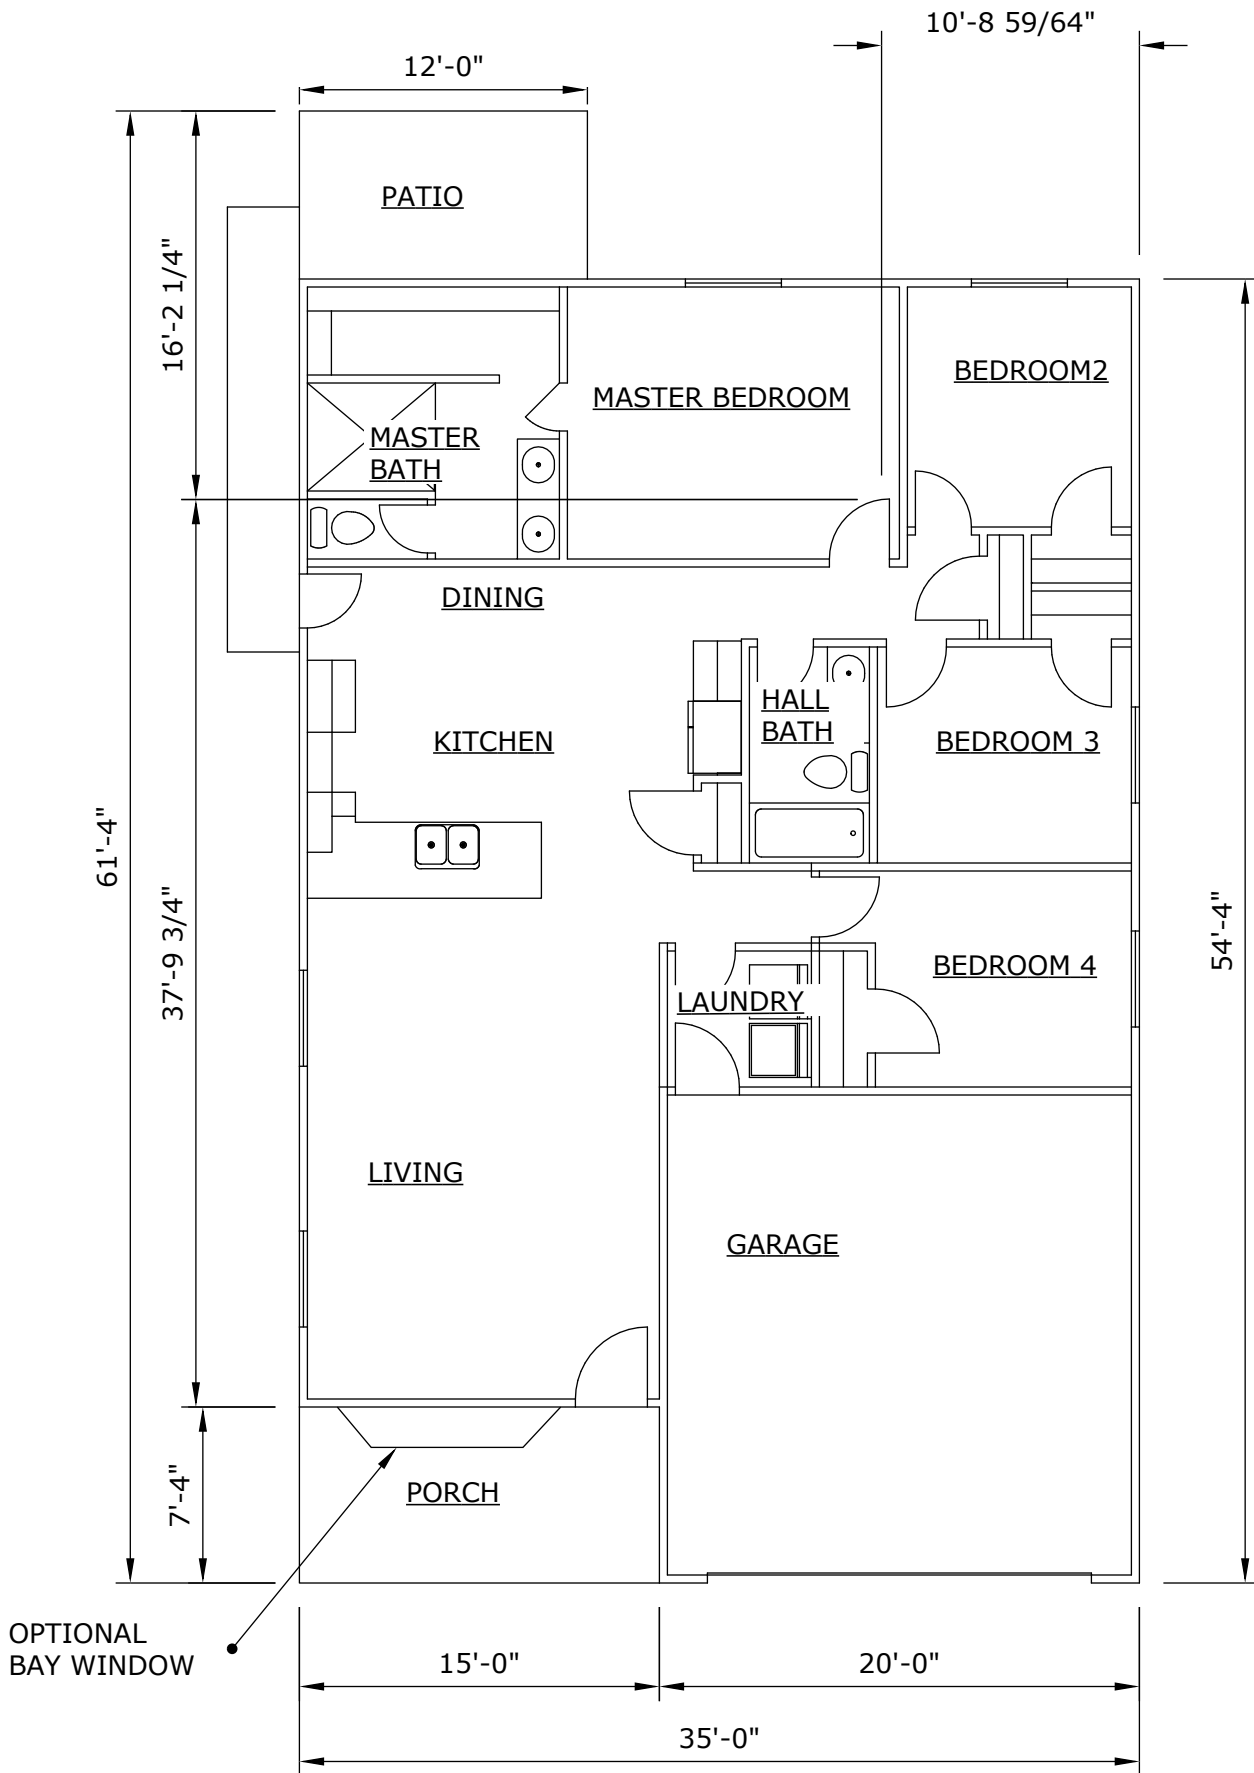 10'-8 59/64"
12'-0"
PATIO
16'-2 1/4"
BEDROOM2
MASTER BEDROOM
MASTER
BATH
DINING
HALL
BATH
KITCHEN
BEDROOM 3
61'-4"
37'-9 3/4"
54'-4"
BEDROOM 4
LAUNDRY
LIVING
GARAGE
7'-4"
PORCH
OPTIONAL
BAY WINDOW
15'-0"
20'-0"
35'-0"